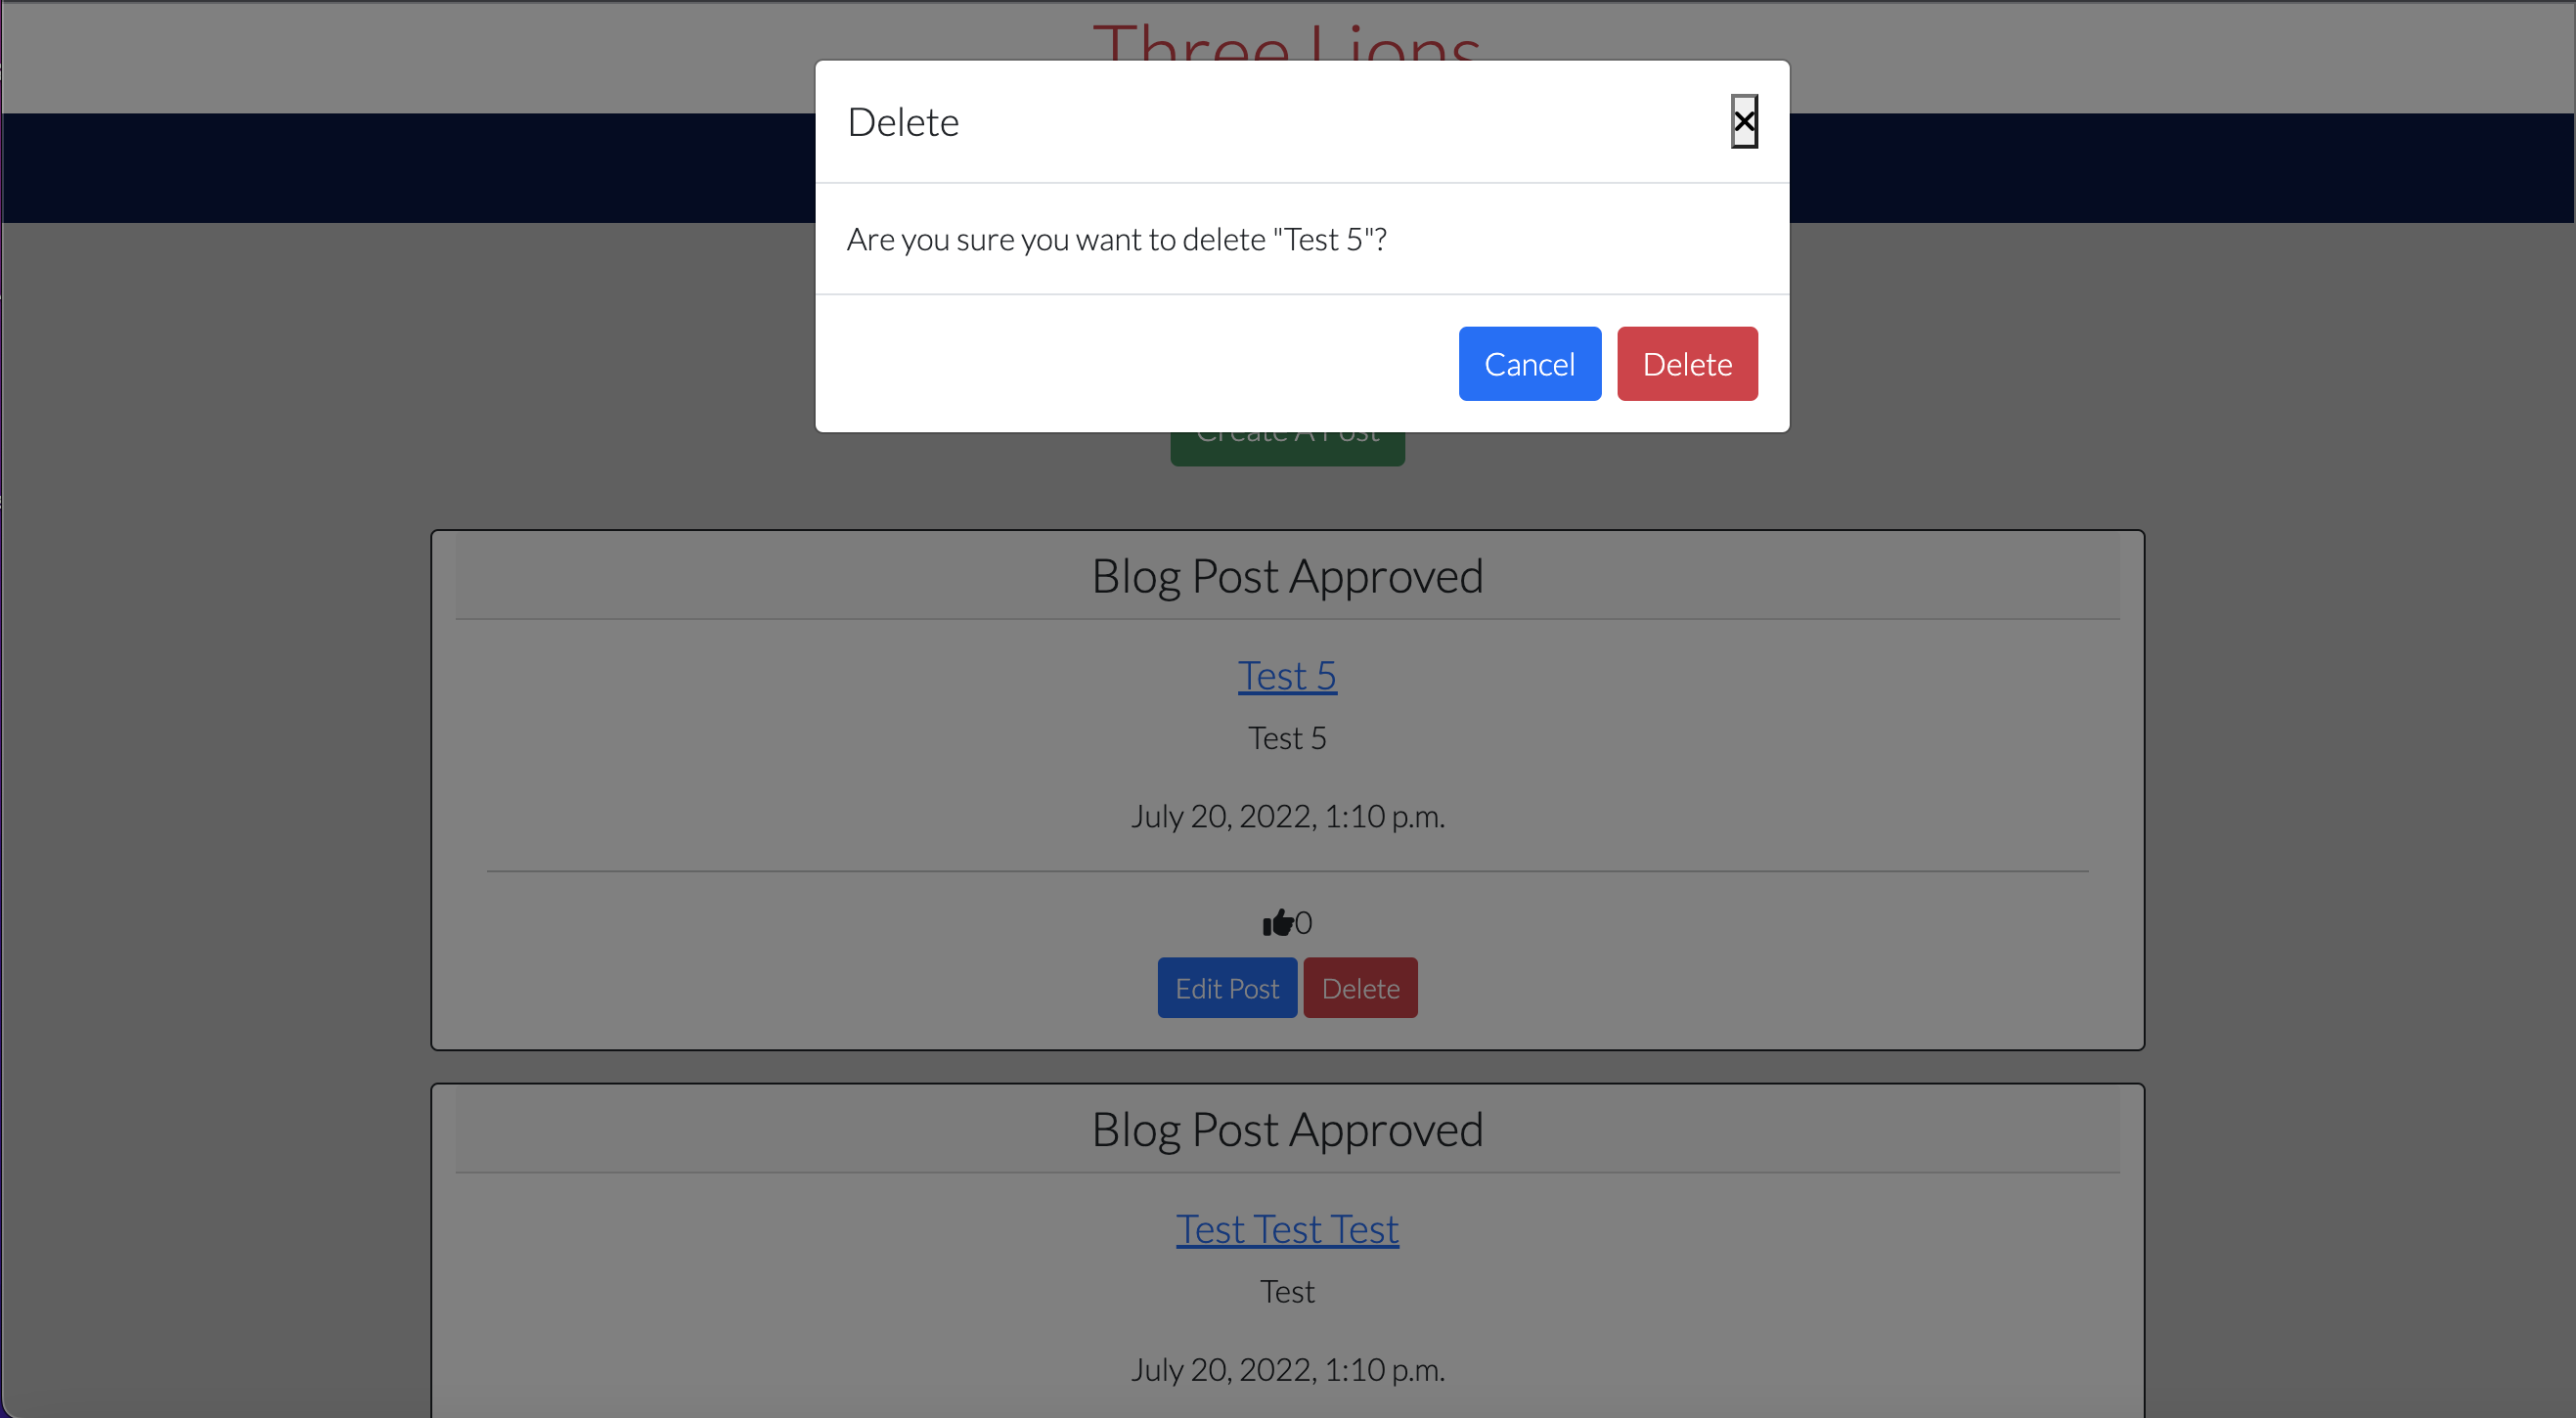 Three Lions
Delete
×
Are you sure you want to delete "Test 5"?
Cancel Delete
Create A Post
Blog Post Approved
Test 5
Test 5
July 20, 2022, 1:10 p.m.
0
Edit Post Delete
Blog Post Approved
Test Test Test
Test
July 20, 2022, 1:10 p.m.